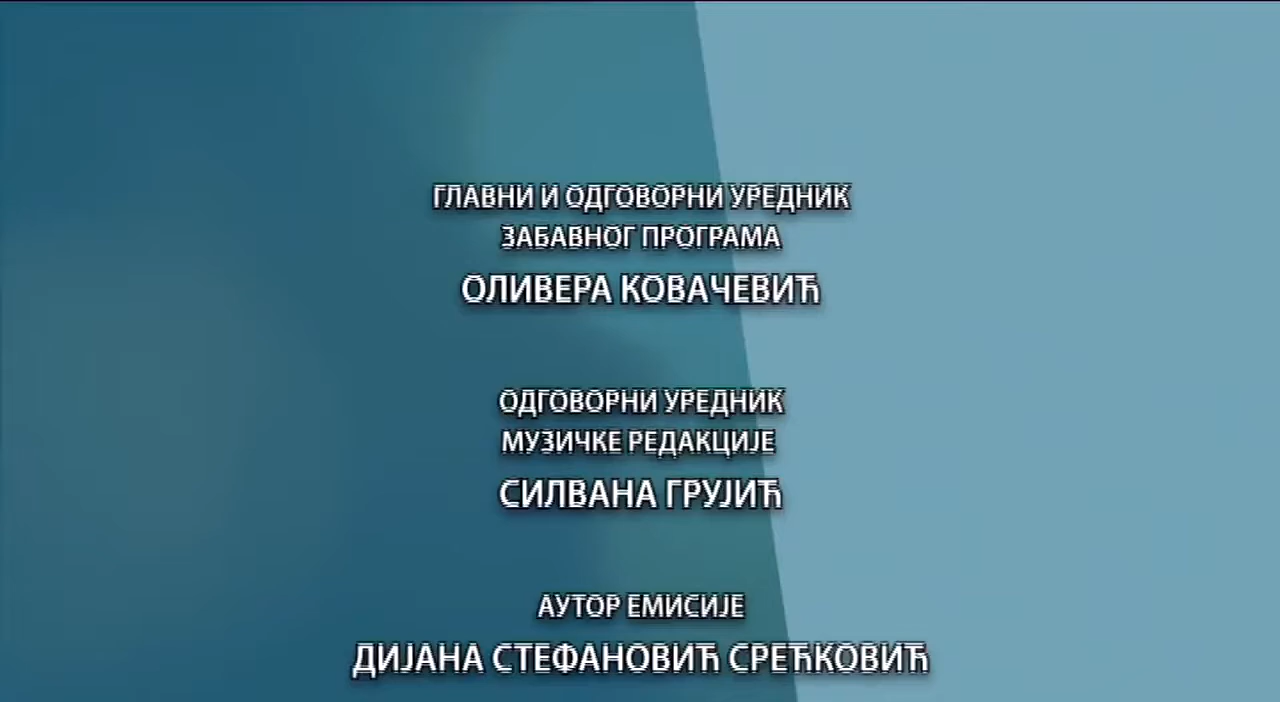 ГЛАВНИ И ОДГОВОРНИ УРЕДНИК
ЗАБАВНОГ ПРОГРАМА
ОЛИВЕРА КОВАЧЕВИЋ
ОДГОВОРНИ УРЕДНИК
МУЗИЧКЕ РЕДАКЦИЈЕ
СИЛВАНА ГРУЈИЋ
АУТОР ЕМИСИЈЕ
ДИЈАНА СТЕФАНОВИЋ СРЕЋКОВИЋ